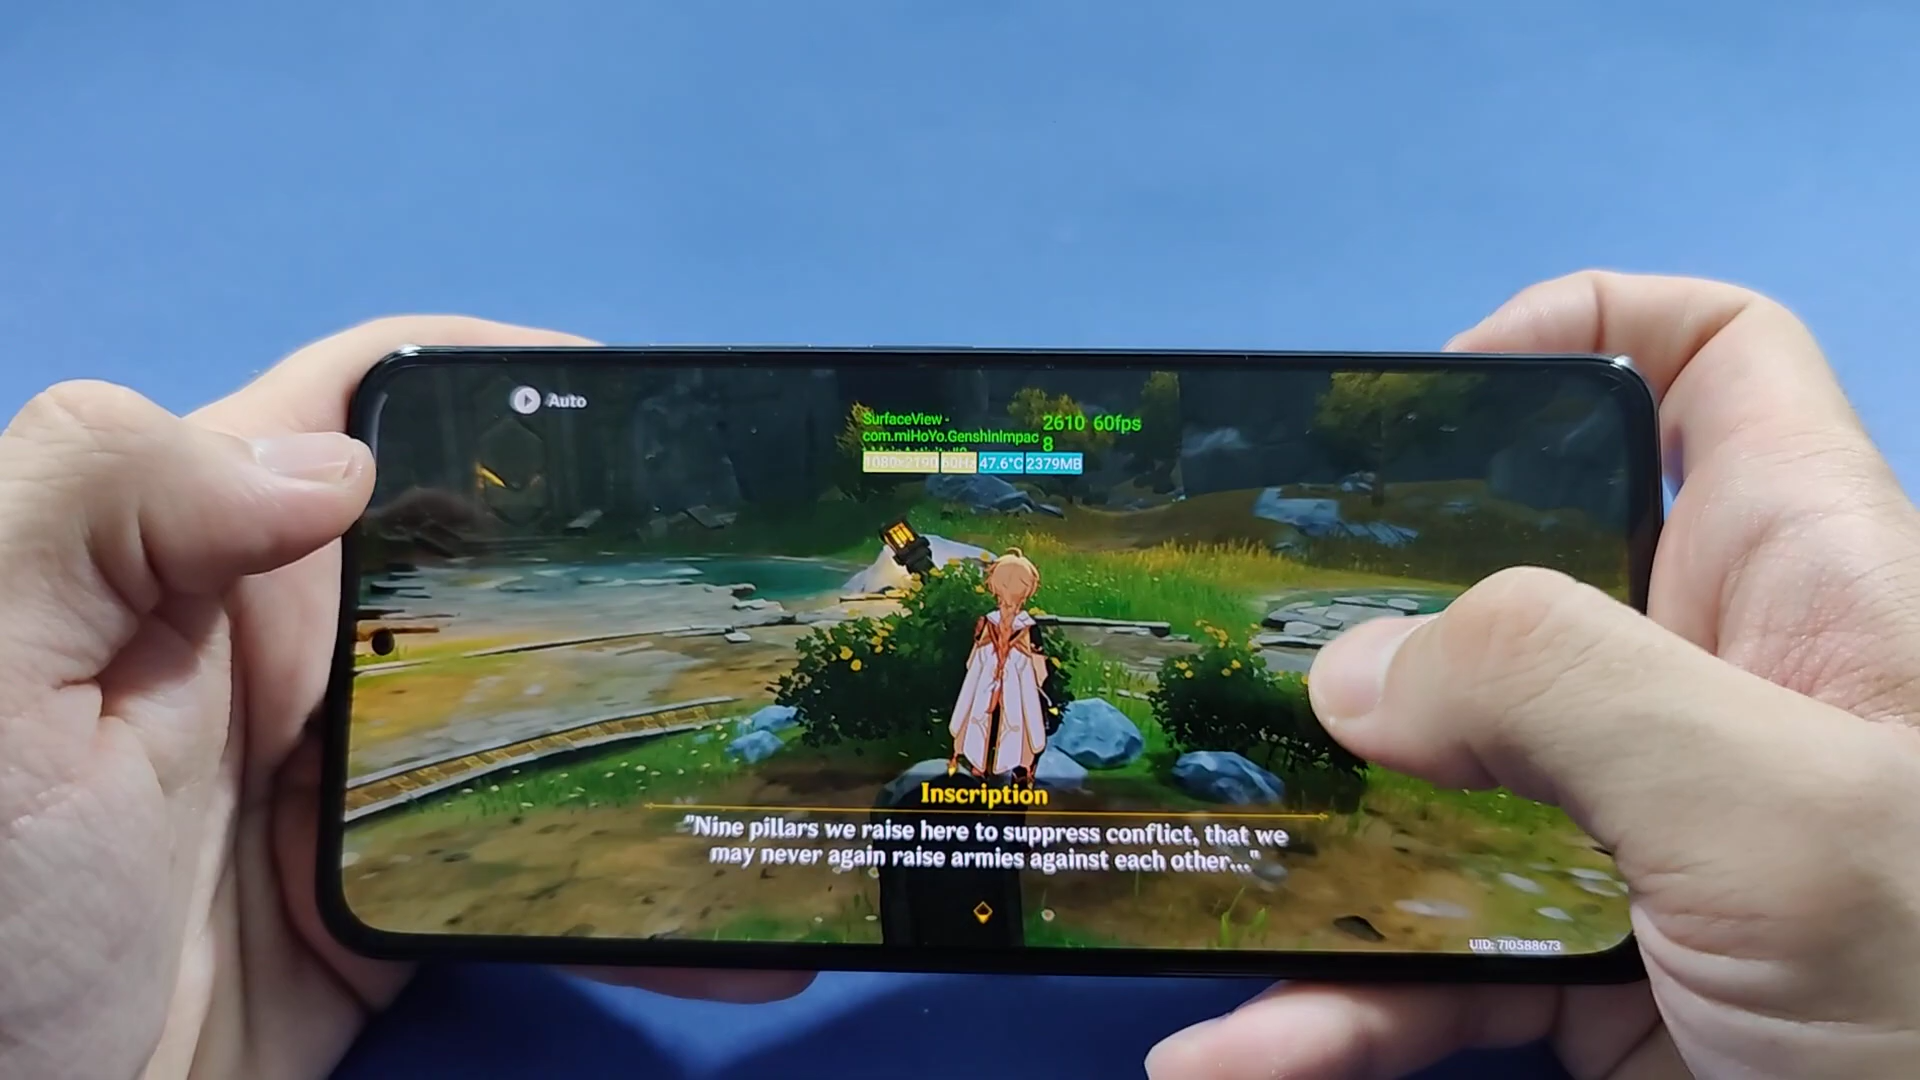 Auto
SurfaceView -
com.miHoYo.GenshinImpac
2610 60fps
8
60Hz 47.6°C 2379MB
Inscription
"Nine pillars we raise here to suppress conflict, that we
may never again raise armies against each other..."
UID: 710588673